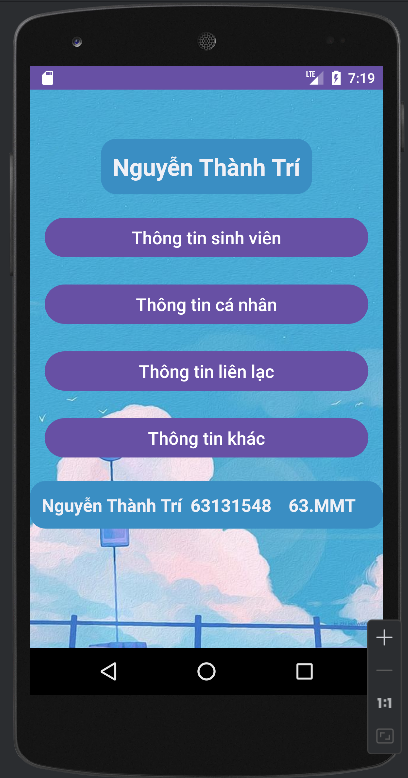 LTE 7:19
Nguyễn Thành Trí
Thông tin sinh viên
Thông tin cá nhân
Thông tin liên lạc
Thông tin khác
Nguyễn Thành Trí 63131548 63.MMT
1:1